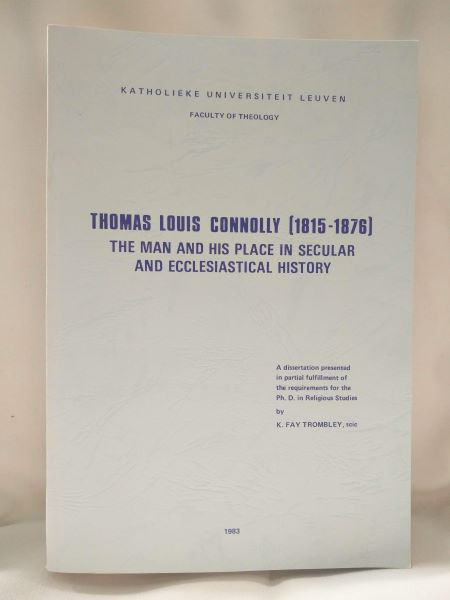 KATHOLIEKE UNIVERSITEIT LEUVEN
FACULTY OF THEOLOGY
THOMAS LOUIS CONNOLLY (1815-1876)
THE MAN AND HIS PLACE IN SECULAR
AND ECCLESIASTICAL HISTORY
A dissertation presented
in partial fulfillment of
the requirements for the
Ph. D. in Religious Studies
by
K. FAY TROMBLEY, scic
1983